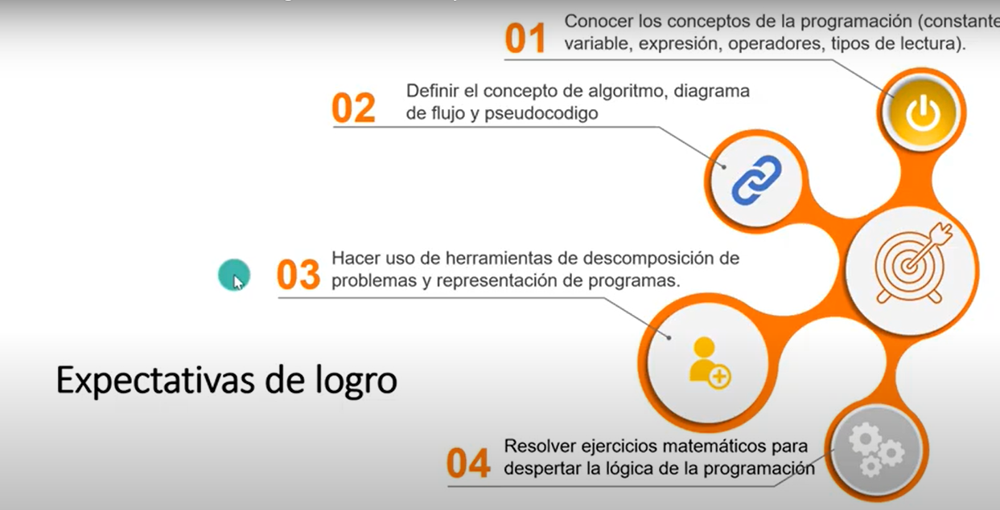 01
Conocer los conceptos de la programación (constante
variable, expresión, operadores, tipos de lectura).
02
Definir el concepto de algoritmo, diagrama
de flujo y pseudocodigo
03
Hacer uso de herramientas de descomposición de
problemas y representación de programas.
Expectativas de logro
04
Resolver ejercicios matemáticos para
despertar la lógica de la programación